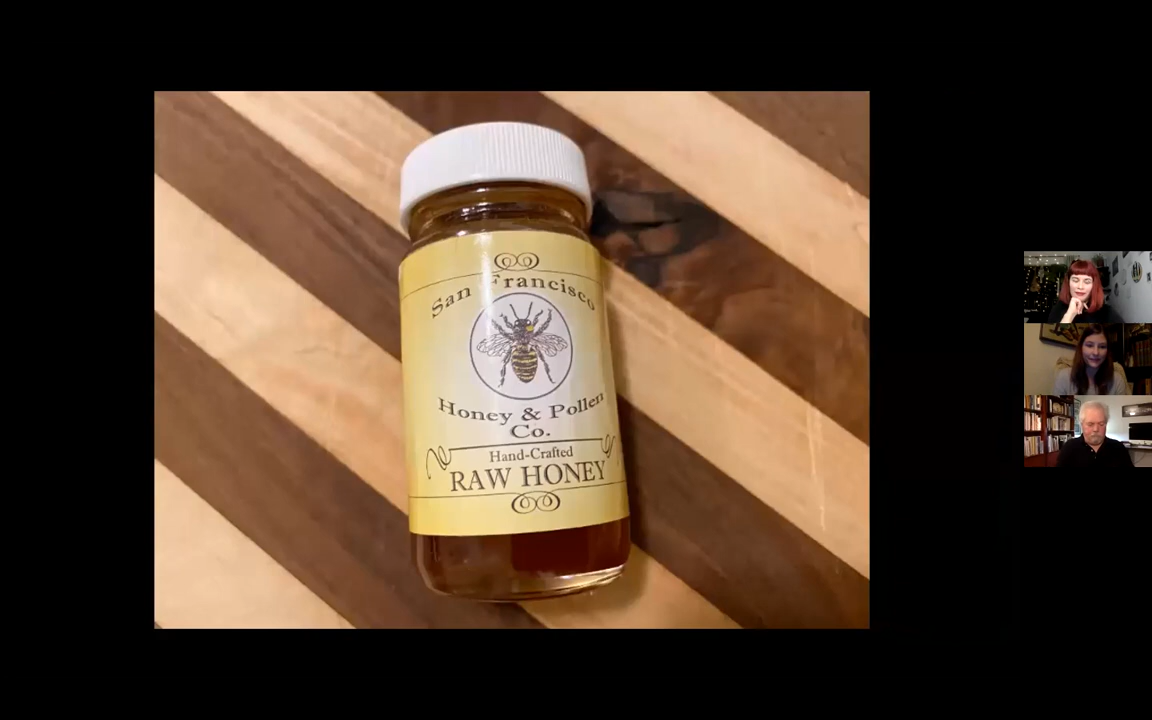 San Francisco
Honey & Pollen
Co.
Hand-Crafted
RAW HONEY